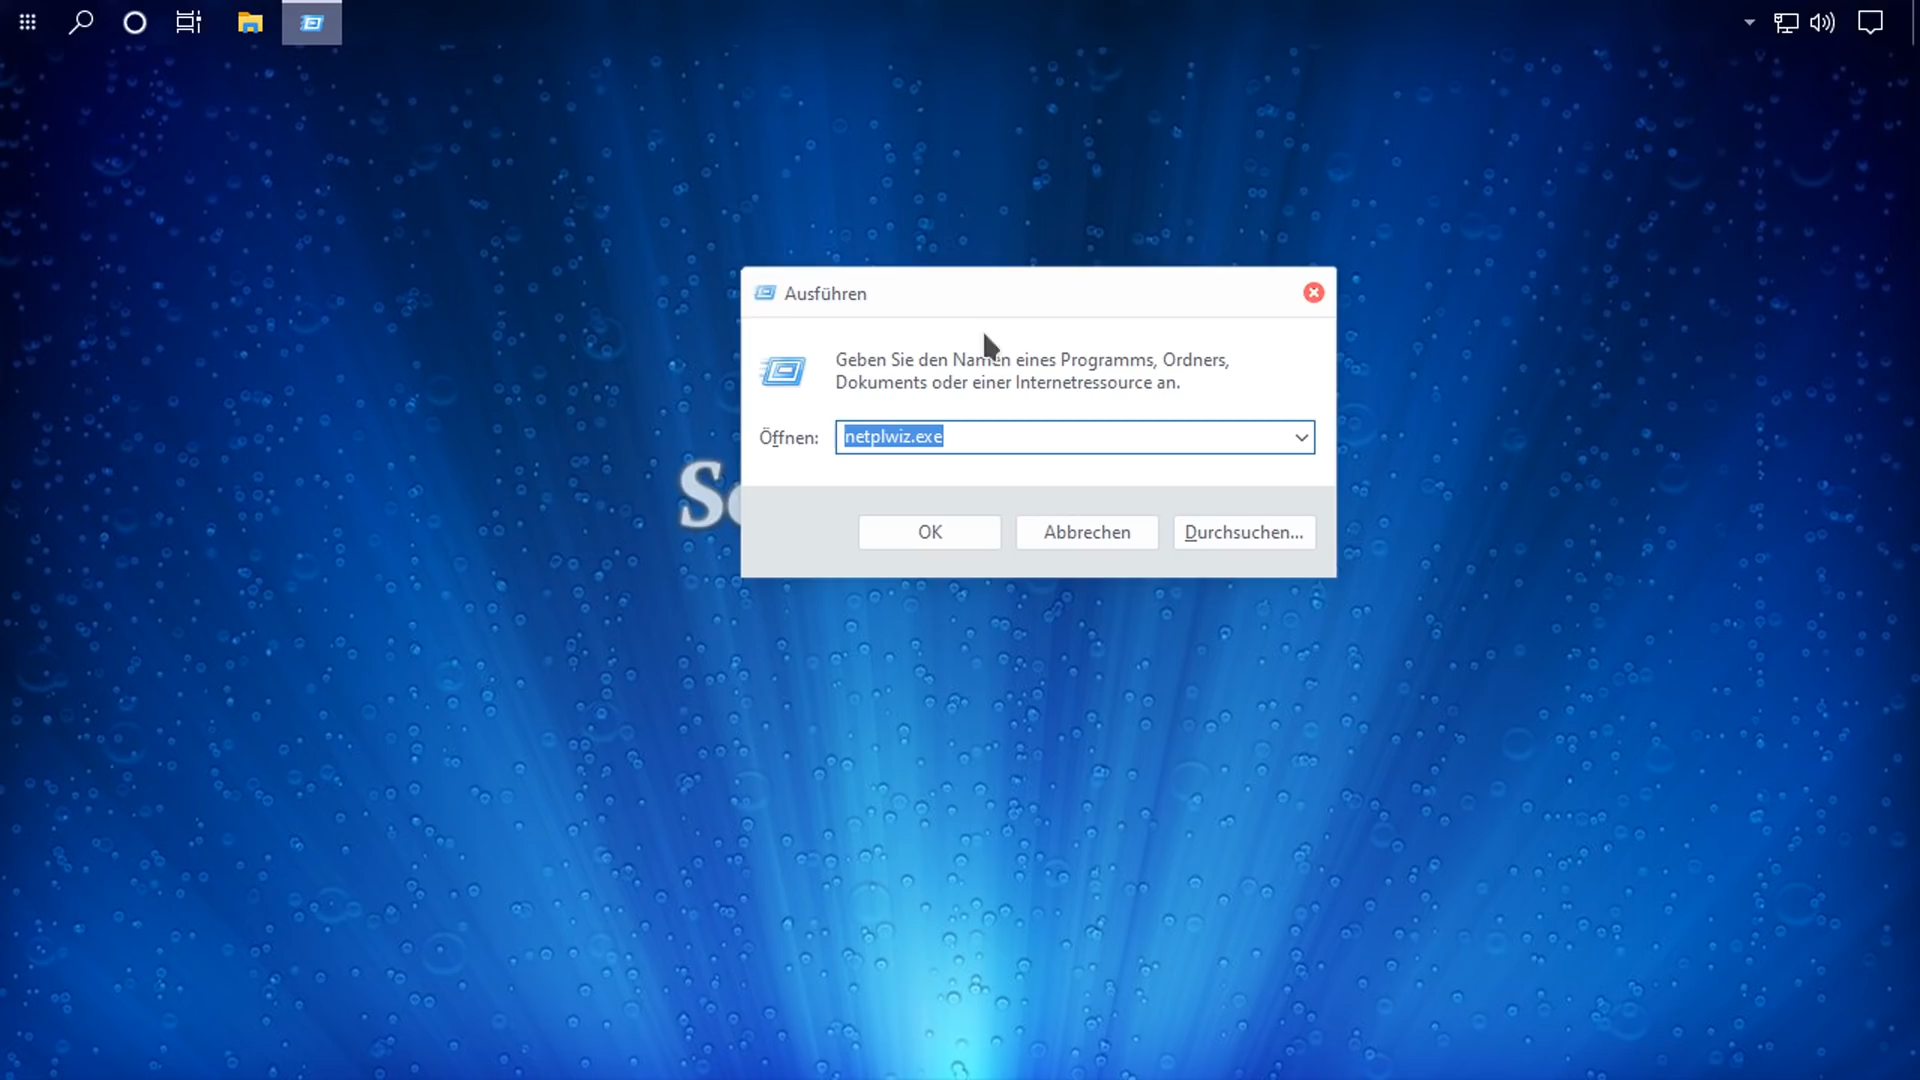 Ausführen
Geben Sie den Namen eines Programms, Ordners,
Dokuments oder einer Internetressource an.
Öffnen: netplwiz.exe
OK Abbrechen Durchsuchen...